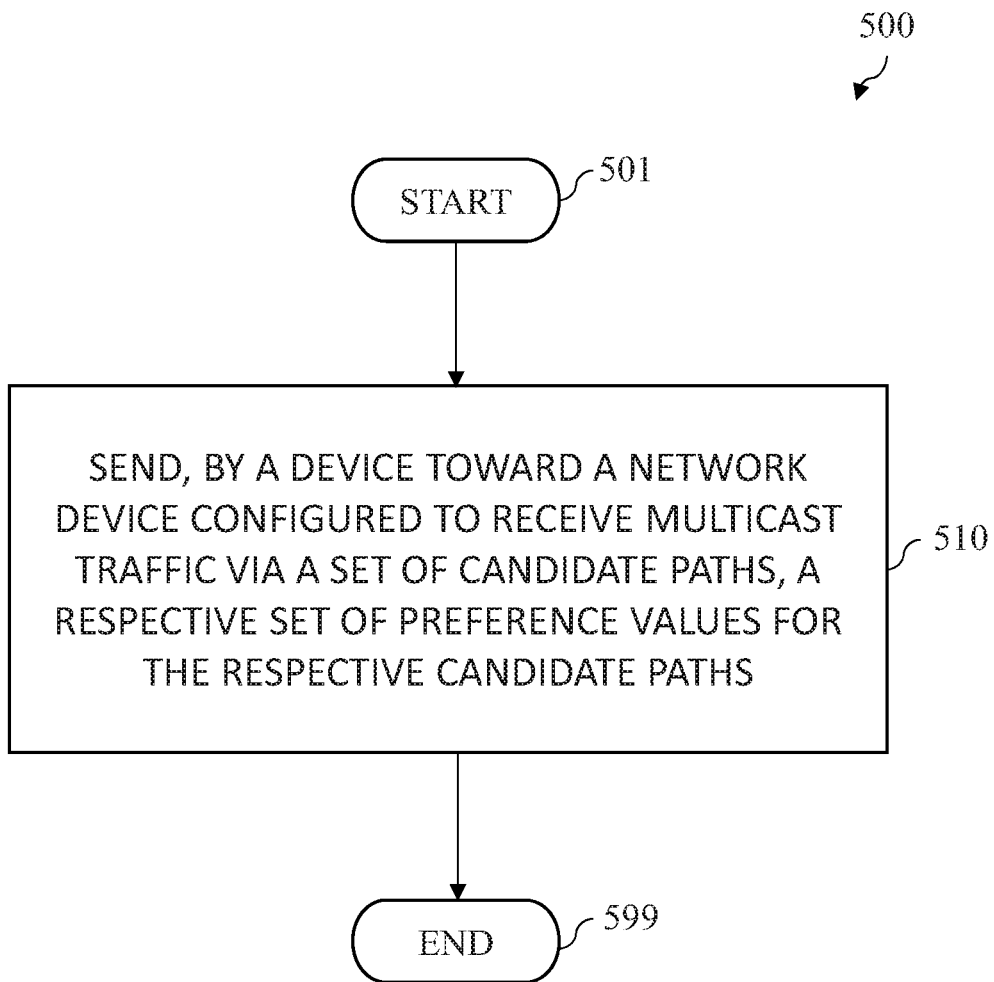 500
START
501
SEND, BY A DEVICE TOWARD A NETWORK
DEVICE CONFIGURED TO RECEIVE MULTICAST
TRAFFIC VIA A SET OF CANDIDATE PATHS, A
RESPECTIVE SET OF PREFERENCE VALUES FOR
THE RESPECTIVE CANDIDATE PATHS
510
END
599